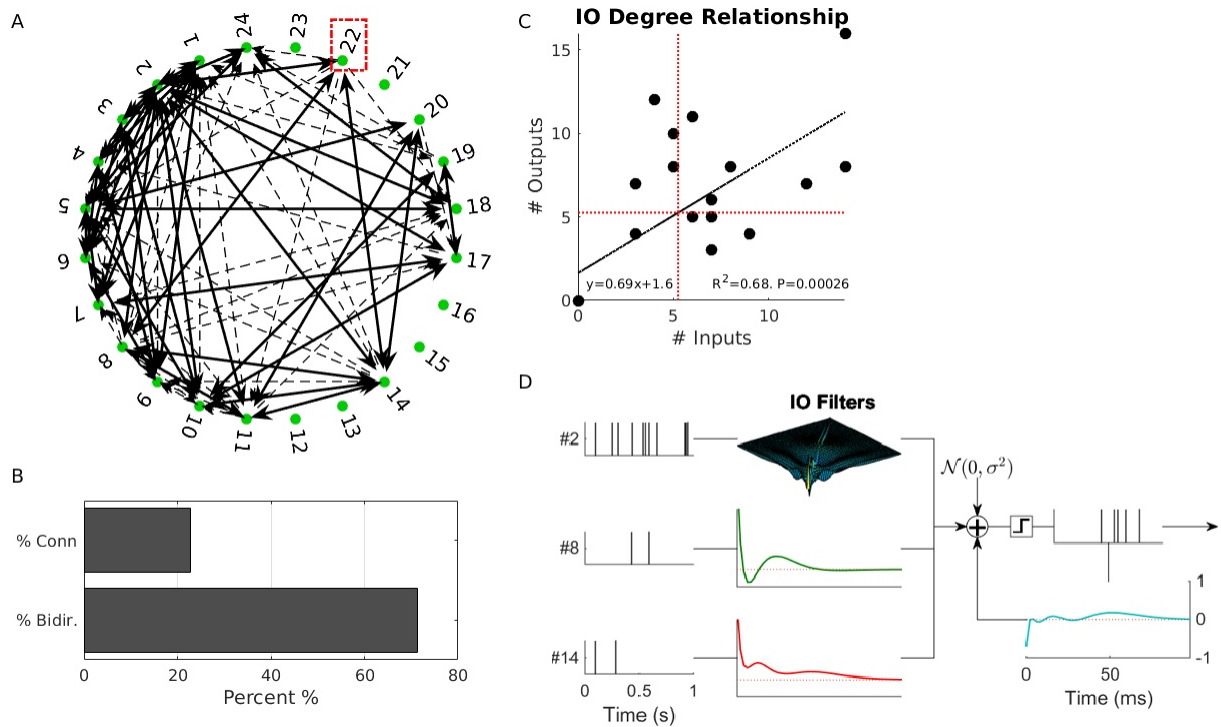 A
1
2
3
4
5
6
7
8
9
10
11
12
13
14
15
16
17
18
19
20
21
22
23
24
B
% Conn
% Bidir.
0 20 40 60 80
Percent %
C
IO Degree Relationship
15
10
5
0
# Outputs
y=0.69x+1.6 R²=0.68. P=0.00026
0 5 10
# Inputs
D
IO Filters
#2
#8
#14
0 0.5 1
Time (s)
𝒩(0, σ²)
+
1
0
-1
0 50
Time (ms)